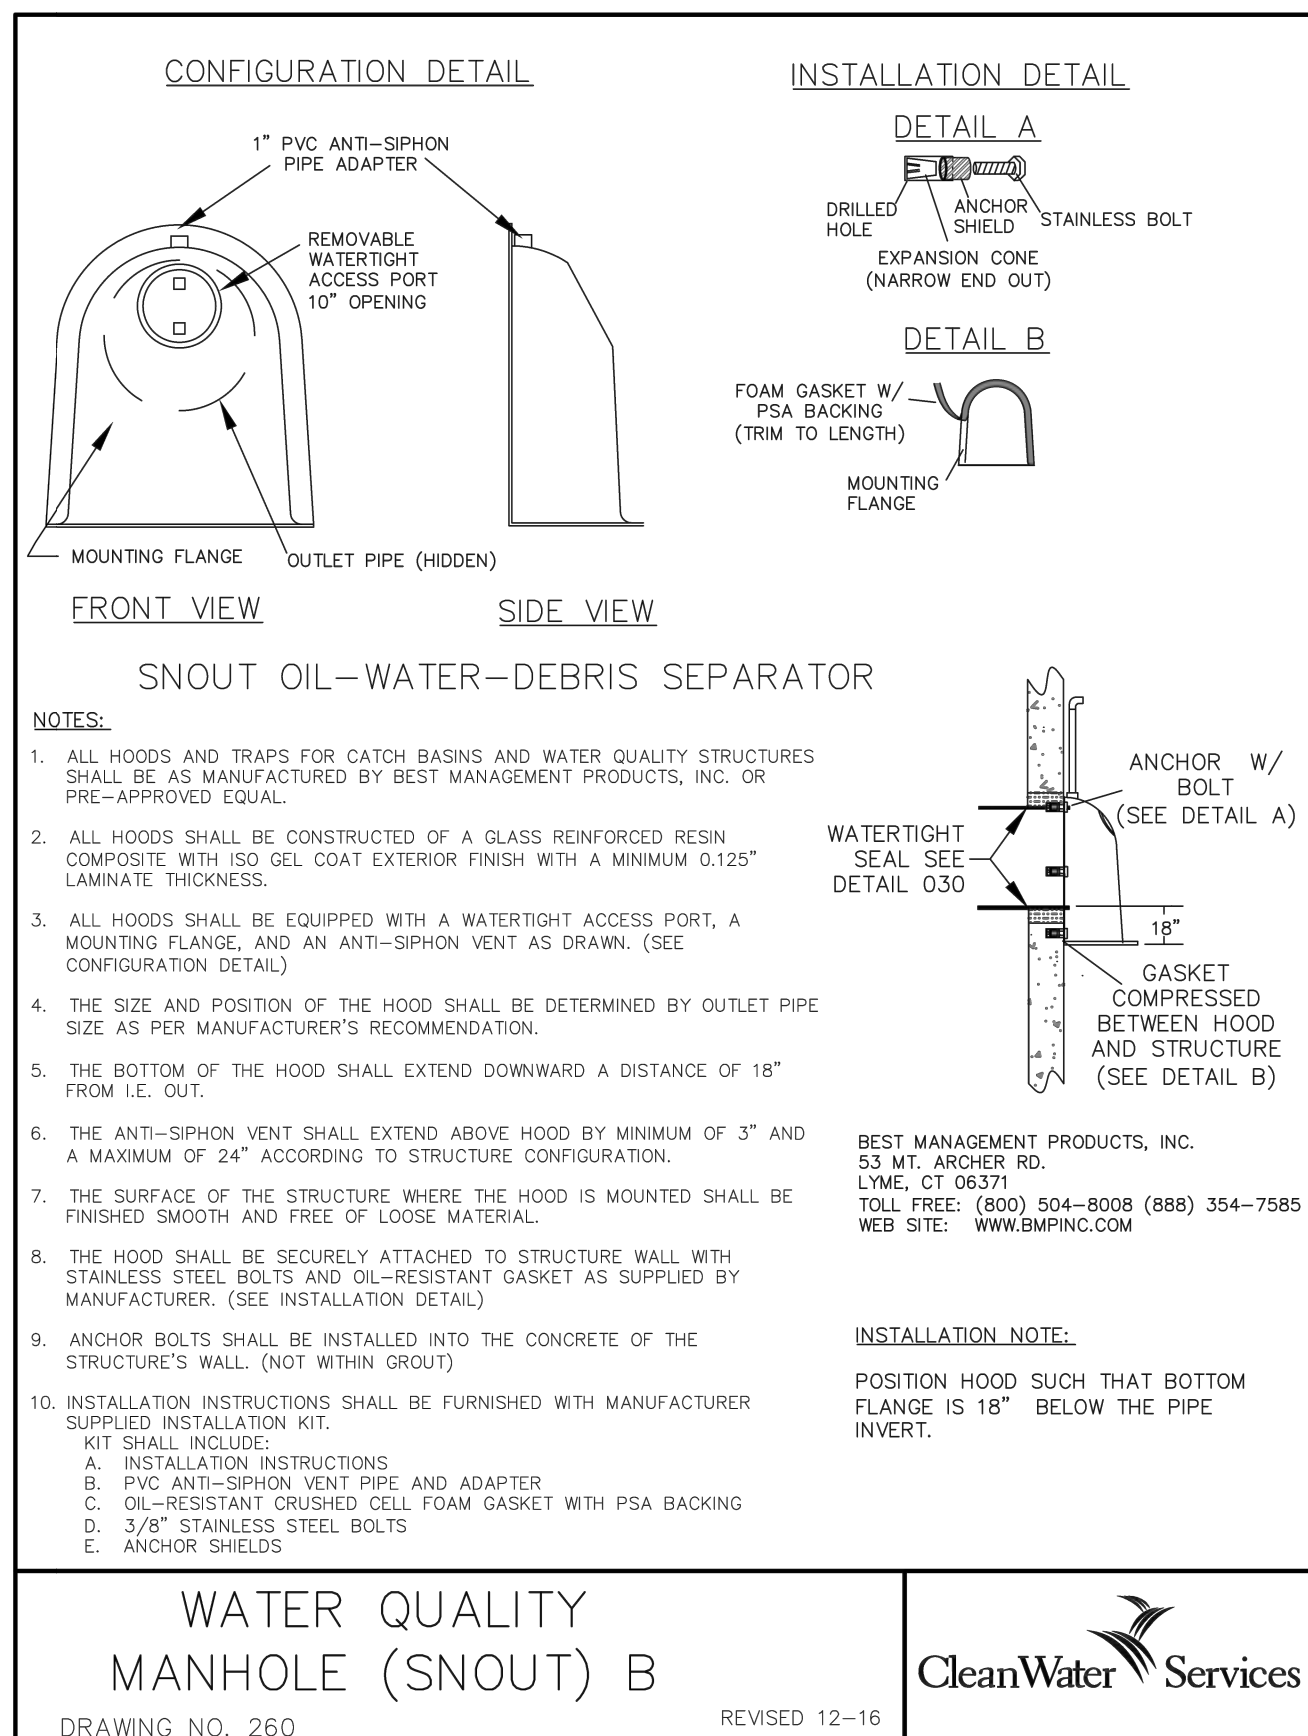 CONFIGURATION DETAIL
1" PVC ANTI-SIPHON
PIPE ADAPTER
REMOVABLE
WATERTIGHT
ACCESS PORT
10" OPENING
MOUNTING FLANGE
OUTLET PIPE (HIDDEN)
FRONT VIEW
SIDE VIEW
INSTALLATION DETAIL
DETAIL A
DRILLED
HOLE
ANCHOR
SHIELD
STAINLESS BOLT
EXPANSION CONE
(NARROW END OUT)
DETAIL B
FOAM GASKET W/
PSA BACKING
(TRIM TO LENGTH)
MOUNTING
FLANGE
SNOUT OIL-WATER-DEBRIS SEPARATOR
NOTES:
1. ALL HOODS AND TRAPS FOR CATCH BASINS AND WATER QUALITY STRUCTURES
SHALL BE AS MANUFACTURED BY BEST MANAGEMENT PRODUCTS, INC. OR
PRE-APPROVED EQUAL.
2. ALL HOODS SHALL BE CONSTRUCTED OF A GLASS REINFORCED RESIN
COMPOSITE WITH ISO GEL COAT EXTERIOR FINISH WITH A MINIMUM 0.125"
LAMINATE THICKNESS.
3. ALL HOODS SHALL BE EQUIPPED WITH A WATERTIGHT ACCESS PORT, A
MOUNTING FLANGE, AND AN ANTI-SIPHON VENT AS DRAWN. (SEE
CONFIGURATION DETAIL)
4. THE SIZE AND POSITION OF THE HOOD SHALL BE DETERMINED BY OUTLET PIPE
SIZE AS PER MANUFACTURER'S RECOMMENDATION.
5. THE BOTTOM OF THE HOOD SHALL EXTEND DOWNWARD A DISTANCE OF 18"
FROM I.E. OUT.
6. THE ANTI-SIPHON VENT SHALL EXTEND ABOVE HOOD BY MINIMUM OF 3" AND
A MAXIMUM OF 24" ACCORDING TO STRUCTURE CONFIGURATION.
7. THE SURFACE OF THE STRUCTURE WHERE THE HOOD IS MOUNTED SHALL BE
FINISHED SMOOTH AND FREE OF LOOSE MATERIAL.
8. THE HOOD SHALL BE SECURELY ATTACHED TO STRUCTURE WALL WITH
STAINLESS STEEL BOLTS AND OIL-RESISTANT GASKET AS SUPPLIED BY
MANUFACTURER. (SEE INSTALLATION DETAIL)
9. ANCHOR BOLTS SHALL BE INSTALLED INTO THE CONCRETE OF THE
STRUCTURE'S WALL. (NOT WITHIN GROUT)
10. INSTALLATION INSTRUCTIONS SHALL BE FURNISHED WITH MANUFACTURER
SUPPLIED INSTALLATION KIT.
KIT SHALL INCLUDE:
A. INSTALLATION INSTRUCTIONS
B. PVC ANTI-SIPHON VENT PIPE AND ADAPTER
C. OIL-RESISTANT CRUSHED CELL FOAM GASKET WITH PSA BACKING
D. 3/8" STAINLESS STEEL BOLTS
E. ANCHOR SHIELDS
ANCHOR W/
BOLT
(SEE DETAIL A)
WATERTIGHT
SEAL SEE
DETAIL 030
18"
GASKET
COMPRESSED
BETWEEN HOOD
AND STRUCTURE
(SEE DETAIL B)
BEST MANAGEMENT PRODUCTS, INC.
53 MT. ARCHER RD.
LYME, CT 06371
TOLL FREE: (800) 504-8008 (888) 354-7585
WEB SITE: WWW.BMPINC.COM
INSTALLATION NOTE:
POSITION HOOD SUCH THAT BOTTOM
FLANGE IS 18" BELOW THE PIPE
INVERT.
WATER QUALITY
MANHOLE (SNOUT) B
DRAWING NO. 260
REVISED 12-16
CleanWater Services